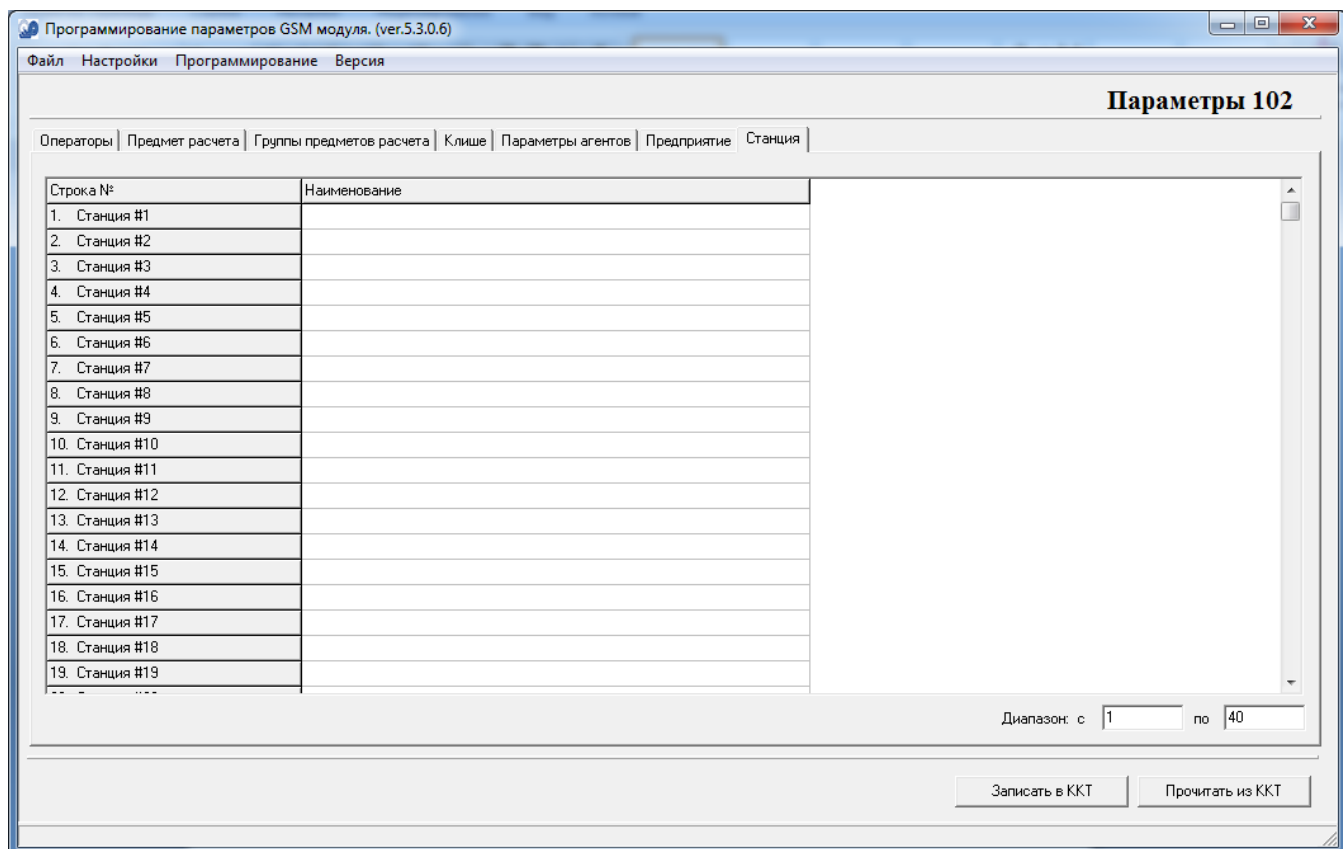 Программирование параметров GSM модуля. (ver.5.3.0.6)
Файл Настройки Программирование Версия
Параметры 102
Операторы Предмет расчета Группы предметов расчета Клише Параметры агентов Предприятие Станция
Строка № Наименование
1. Станция #1
2. Станция #2
3. Станция #3
4. Станция #4
5. Станция #5
6. Станция #6
7. Станция #7
8. Станция #8
9. Станция #9
10. Станция #10
11. Станция #11
12. Станция #12
13. Станция #13
14. Станция #14
15. Станция #15
16. Станция #16
17. Станция #17
18. Станция #18
19. Станция #19
Диапазон: с 1 по 40
Записать в ККТ Прочитать из ККТ